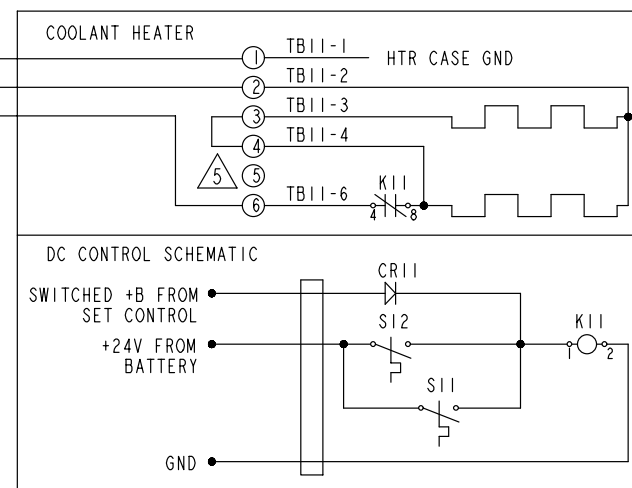 COOLANT HEATER
1 TB11-1 HTR CASE GND
2 TB11-2
3 TB11-3
4 TB11-4
5 5
6 TB11-6 K11
4 8
DC CONTROL SCHEMATIC
CR11
SWITCHED +B FROM
SET CONTROL
S12 K11
+24V FROM
BATTERY
1 2
S11
GND